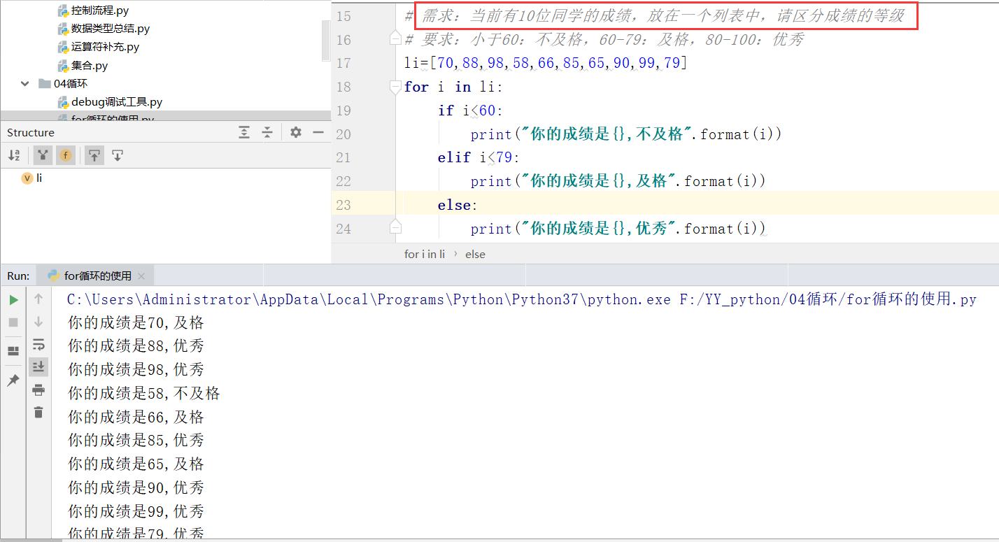 控制流程.py
数据类型总结.py
运算符补充.py
集合.py
04循环
debug调试工具.py
for循环的使用.py
Structure
li
15 # 需求：当前有10位同学的成绩，放在一个列表中，请区分成绩的等级
16 # 要求：小于60：不及格，60-79：及格，80-100：优秀
17 li=[70,88,98,58,66,85,65,90,99,79]
18 for i in li:
19 if i<60:
20 print("你的成绩是{},不及格".format(i))
21 elif i<79:
22 print("你的成绩是{},及格".format(i))
23 else:
24 print("你的成绩是{},优秀".format(i))
for i in li › else
Run: for循环的使用 ×
C:\Users\Administrator\AppData\Local\Programs\Python\Python37\python.exe F:/YY_python/04循环/for循环的使用.py
你的成绩是70,及格
你的成绩是88,优秀
你的成绩是98,优秀
你的成绩是58,不及格
你的成绩是66,及格
你的成绩是85,优秀
你的成绩是65,及格
你的成绩是90,优秀
你的成绩是99,优秀
你的成绩是79,优秀